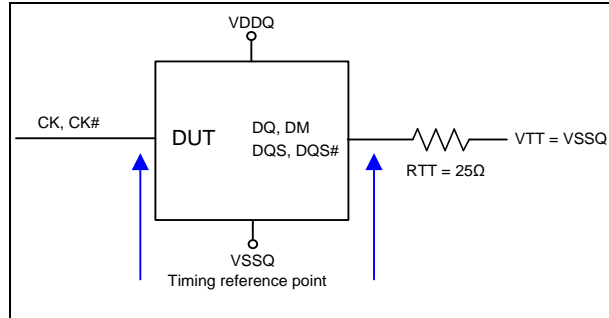 VDDQ
CK, CK#
DUT
DQ, DM
DQS, DQS#
VTT = VSSQ
RTT = 25Ω
VSSQ
Timing reference point